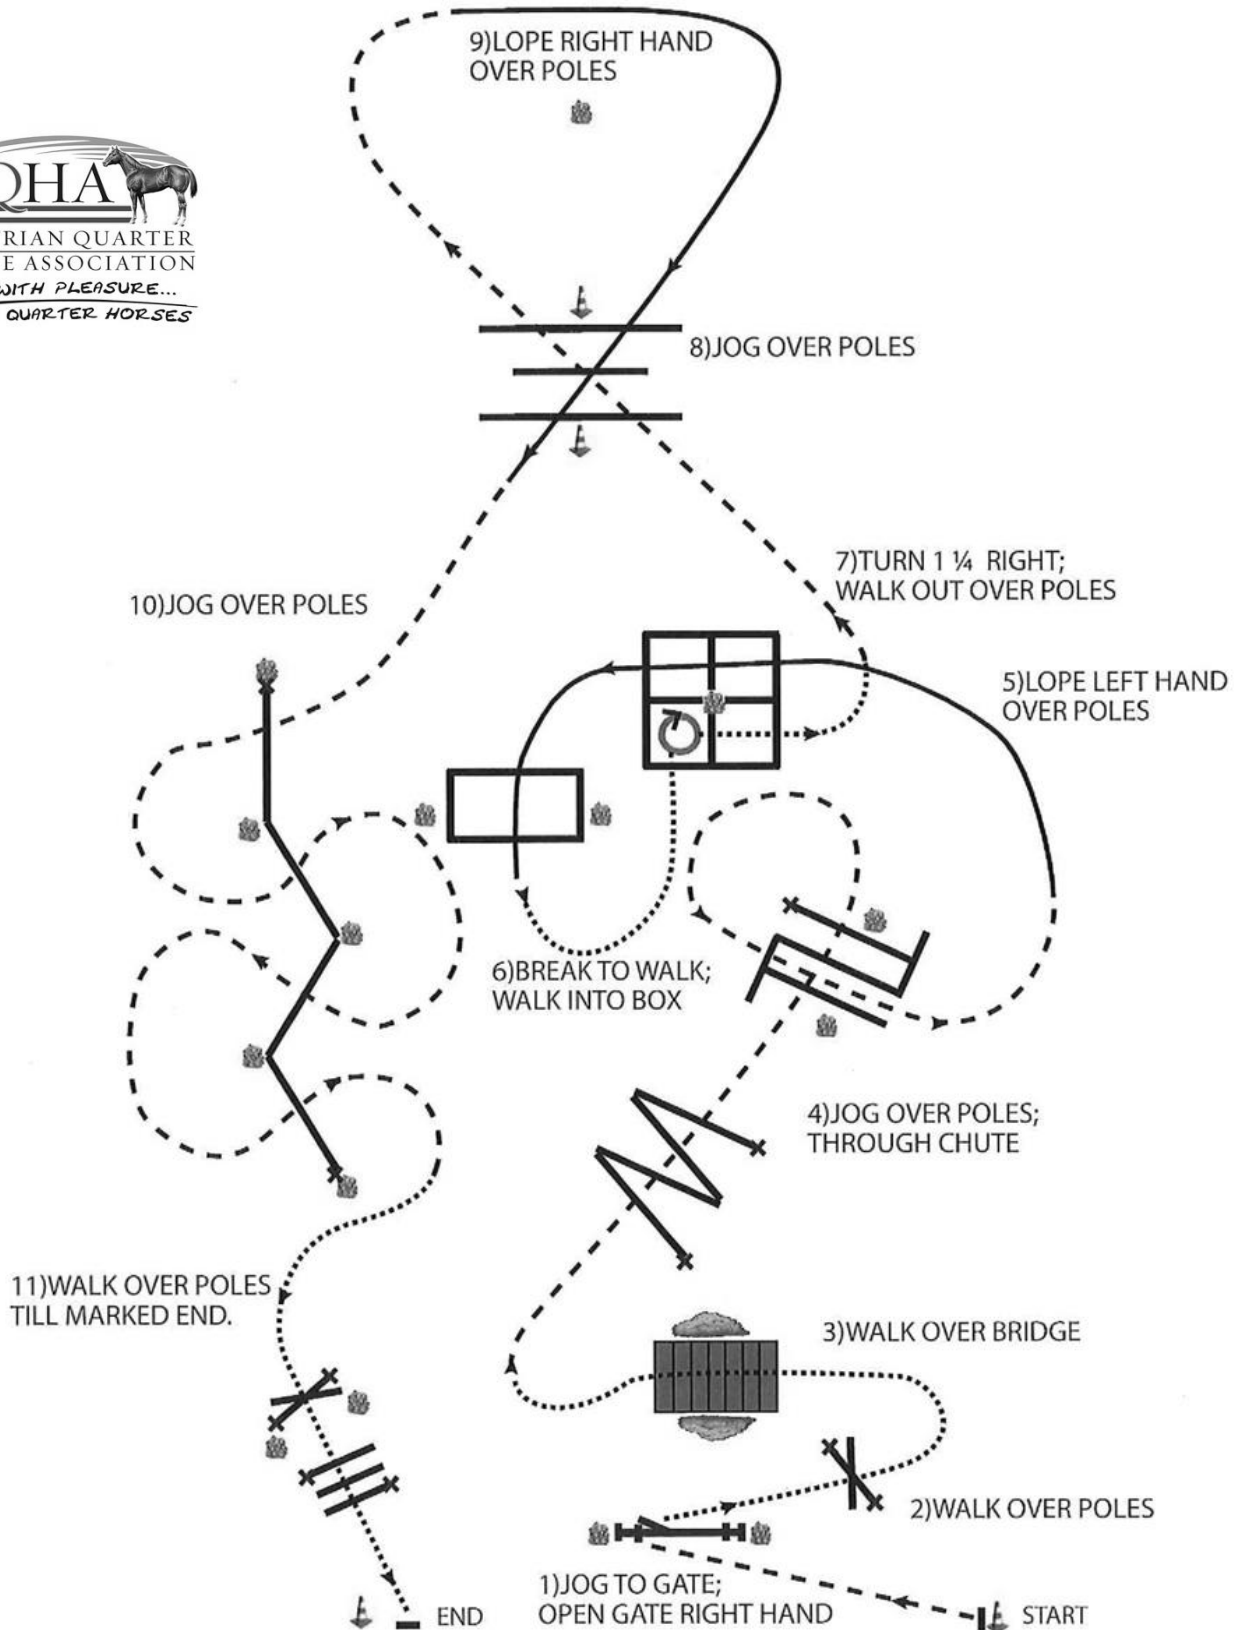 9)LOPE RIGHT HAND
OVER POLES
QHA
RIAN QUARTER
E ASSOCIATION
WITH PLEASURE...
QUARTER HORSES
8)JOG OVER POLES
7)TURN 1 ¼ RIGHT;
WALK OUT OVER POLES
10)JOG OVER POLES
5)LOPE LEFT HAND
OVER POLES
6)BREAK TO WALK;
WALK INTO BOX
4)JOG OVER POLES;
THROUGH CHUTE
11)WALK OVER POLES
TILL MARKED END.
3)WALK OVER BRIDGE
2)WALK OVER POLES
1)JOG TO GATE;
OPEN GATE RIGHT HAND
END
START